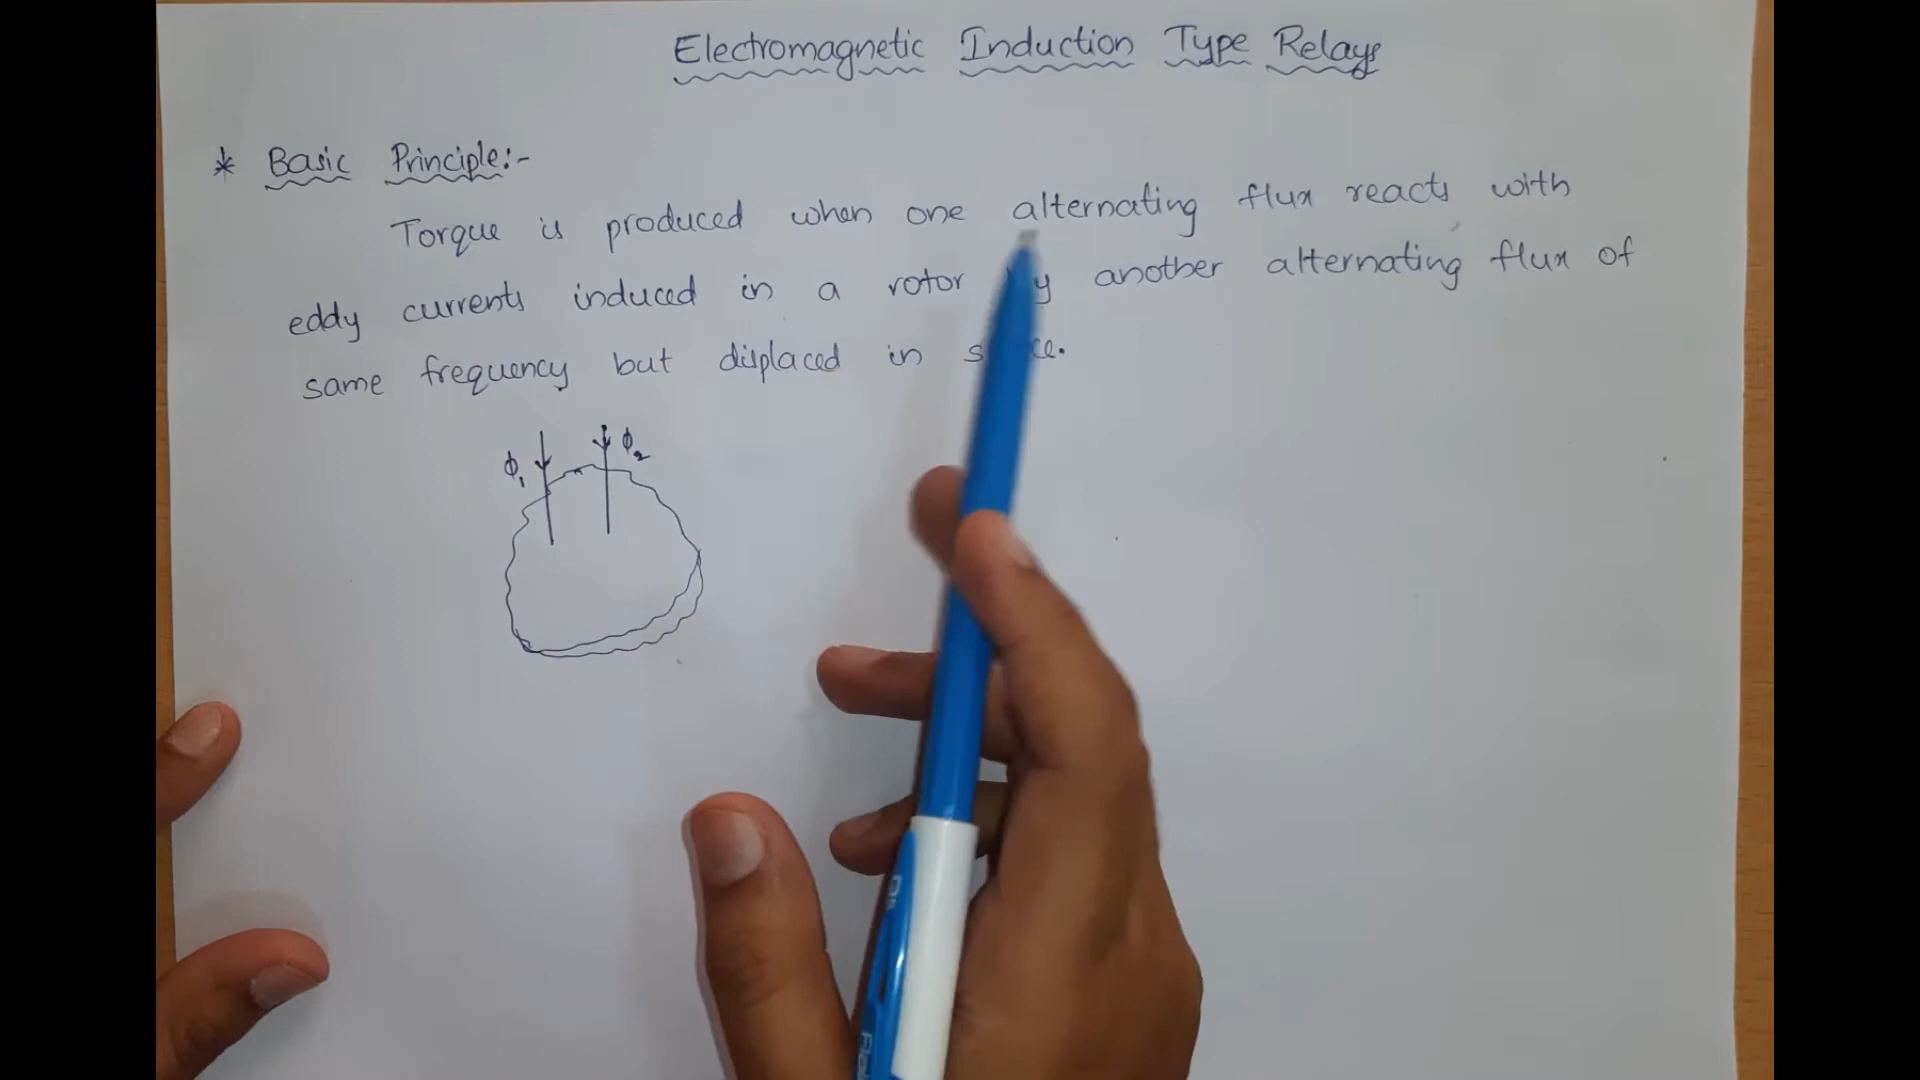 Electromagnetic Induction Type Relays
* Basic Principle:-
Torque is produced when one alternating flux reacts with
eddy currents induced in a rotor another alternating flux of
same frequency but displaced in
ϕ1 ϕ2